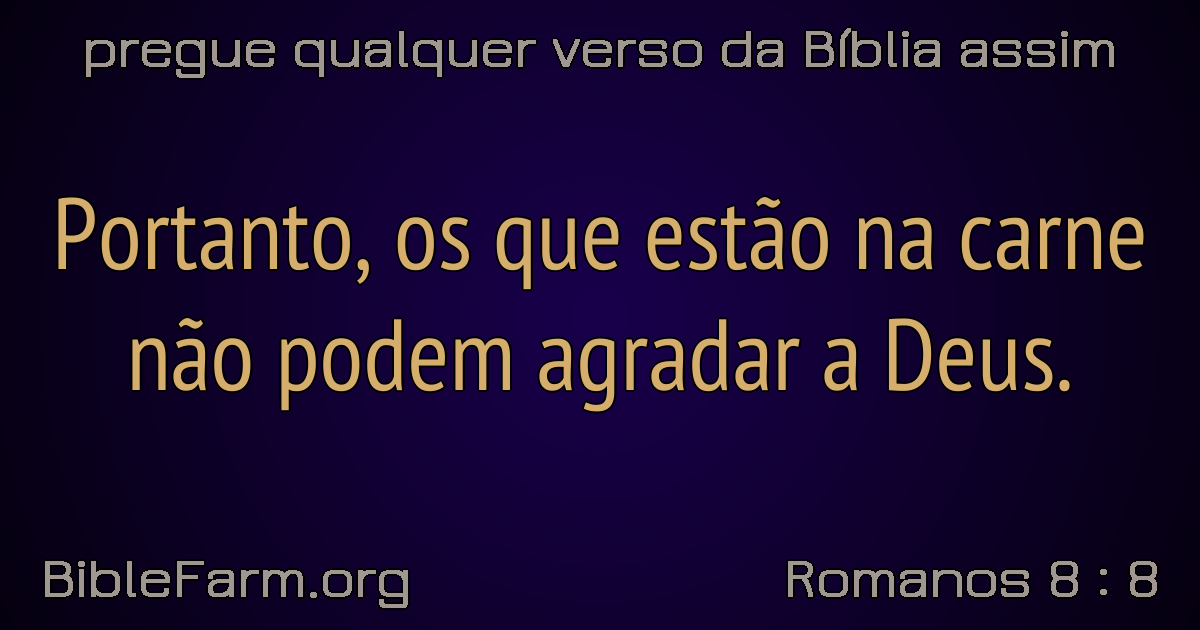 pregue qualquer verso da Bíblia assim
Portanto, os que estão na carne
não podem agradar a Deus.
BibleFarm.org
Romanos 8 : 8